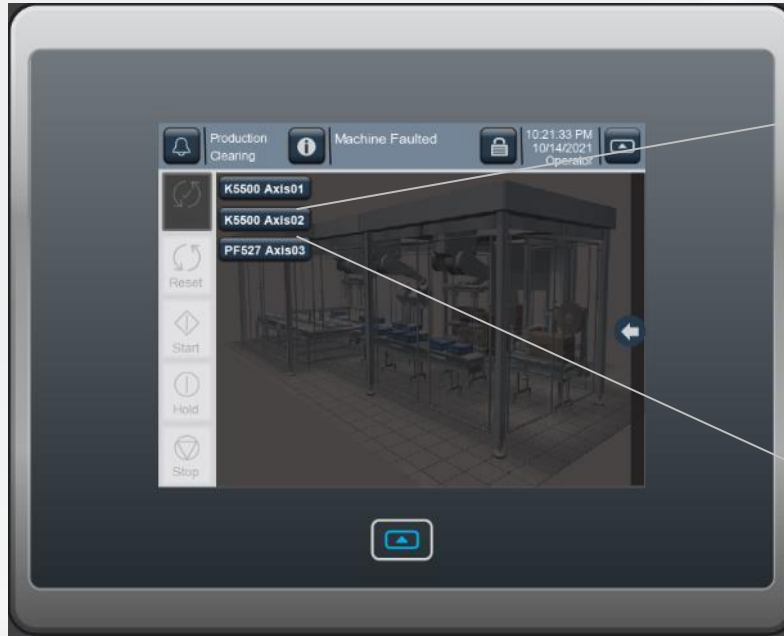 Production
Clearing
Machine Faulted
10:21:33 PM
10/14/2021
Operator
K5500 Axis01
K5500 Axis02
PF527 Axis03
Reset
Start
Hold
Stop